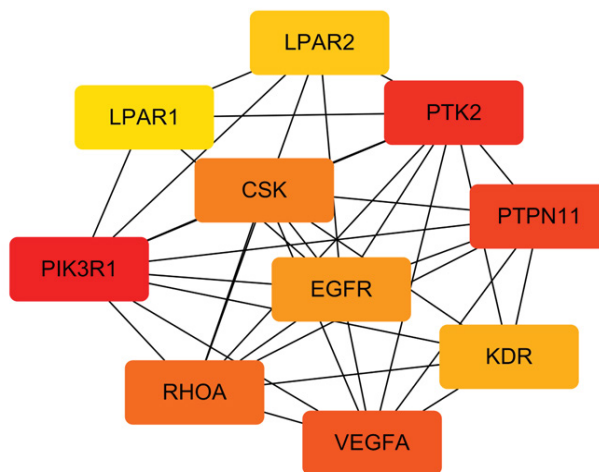 LPAR2
LPAR1
PTK2
CSK
PTPN11
PIK3R1
EGFR
KDR
RHOA
VEGFA